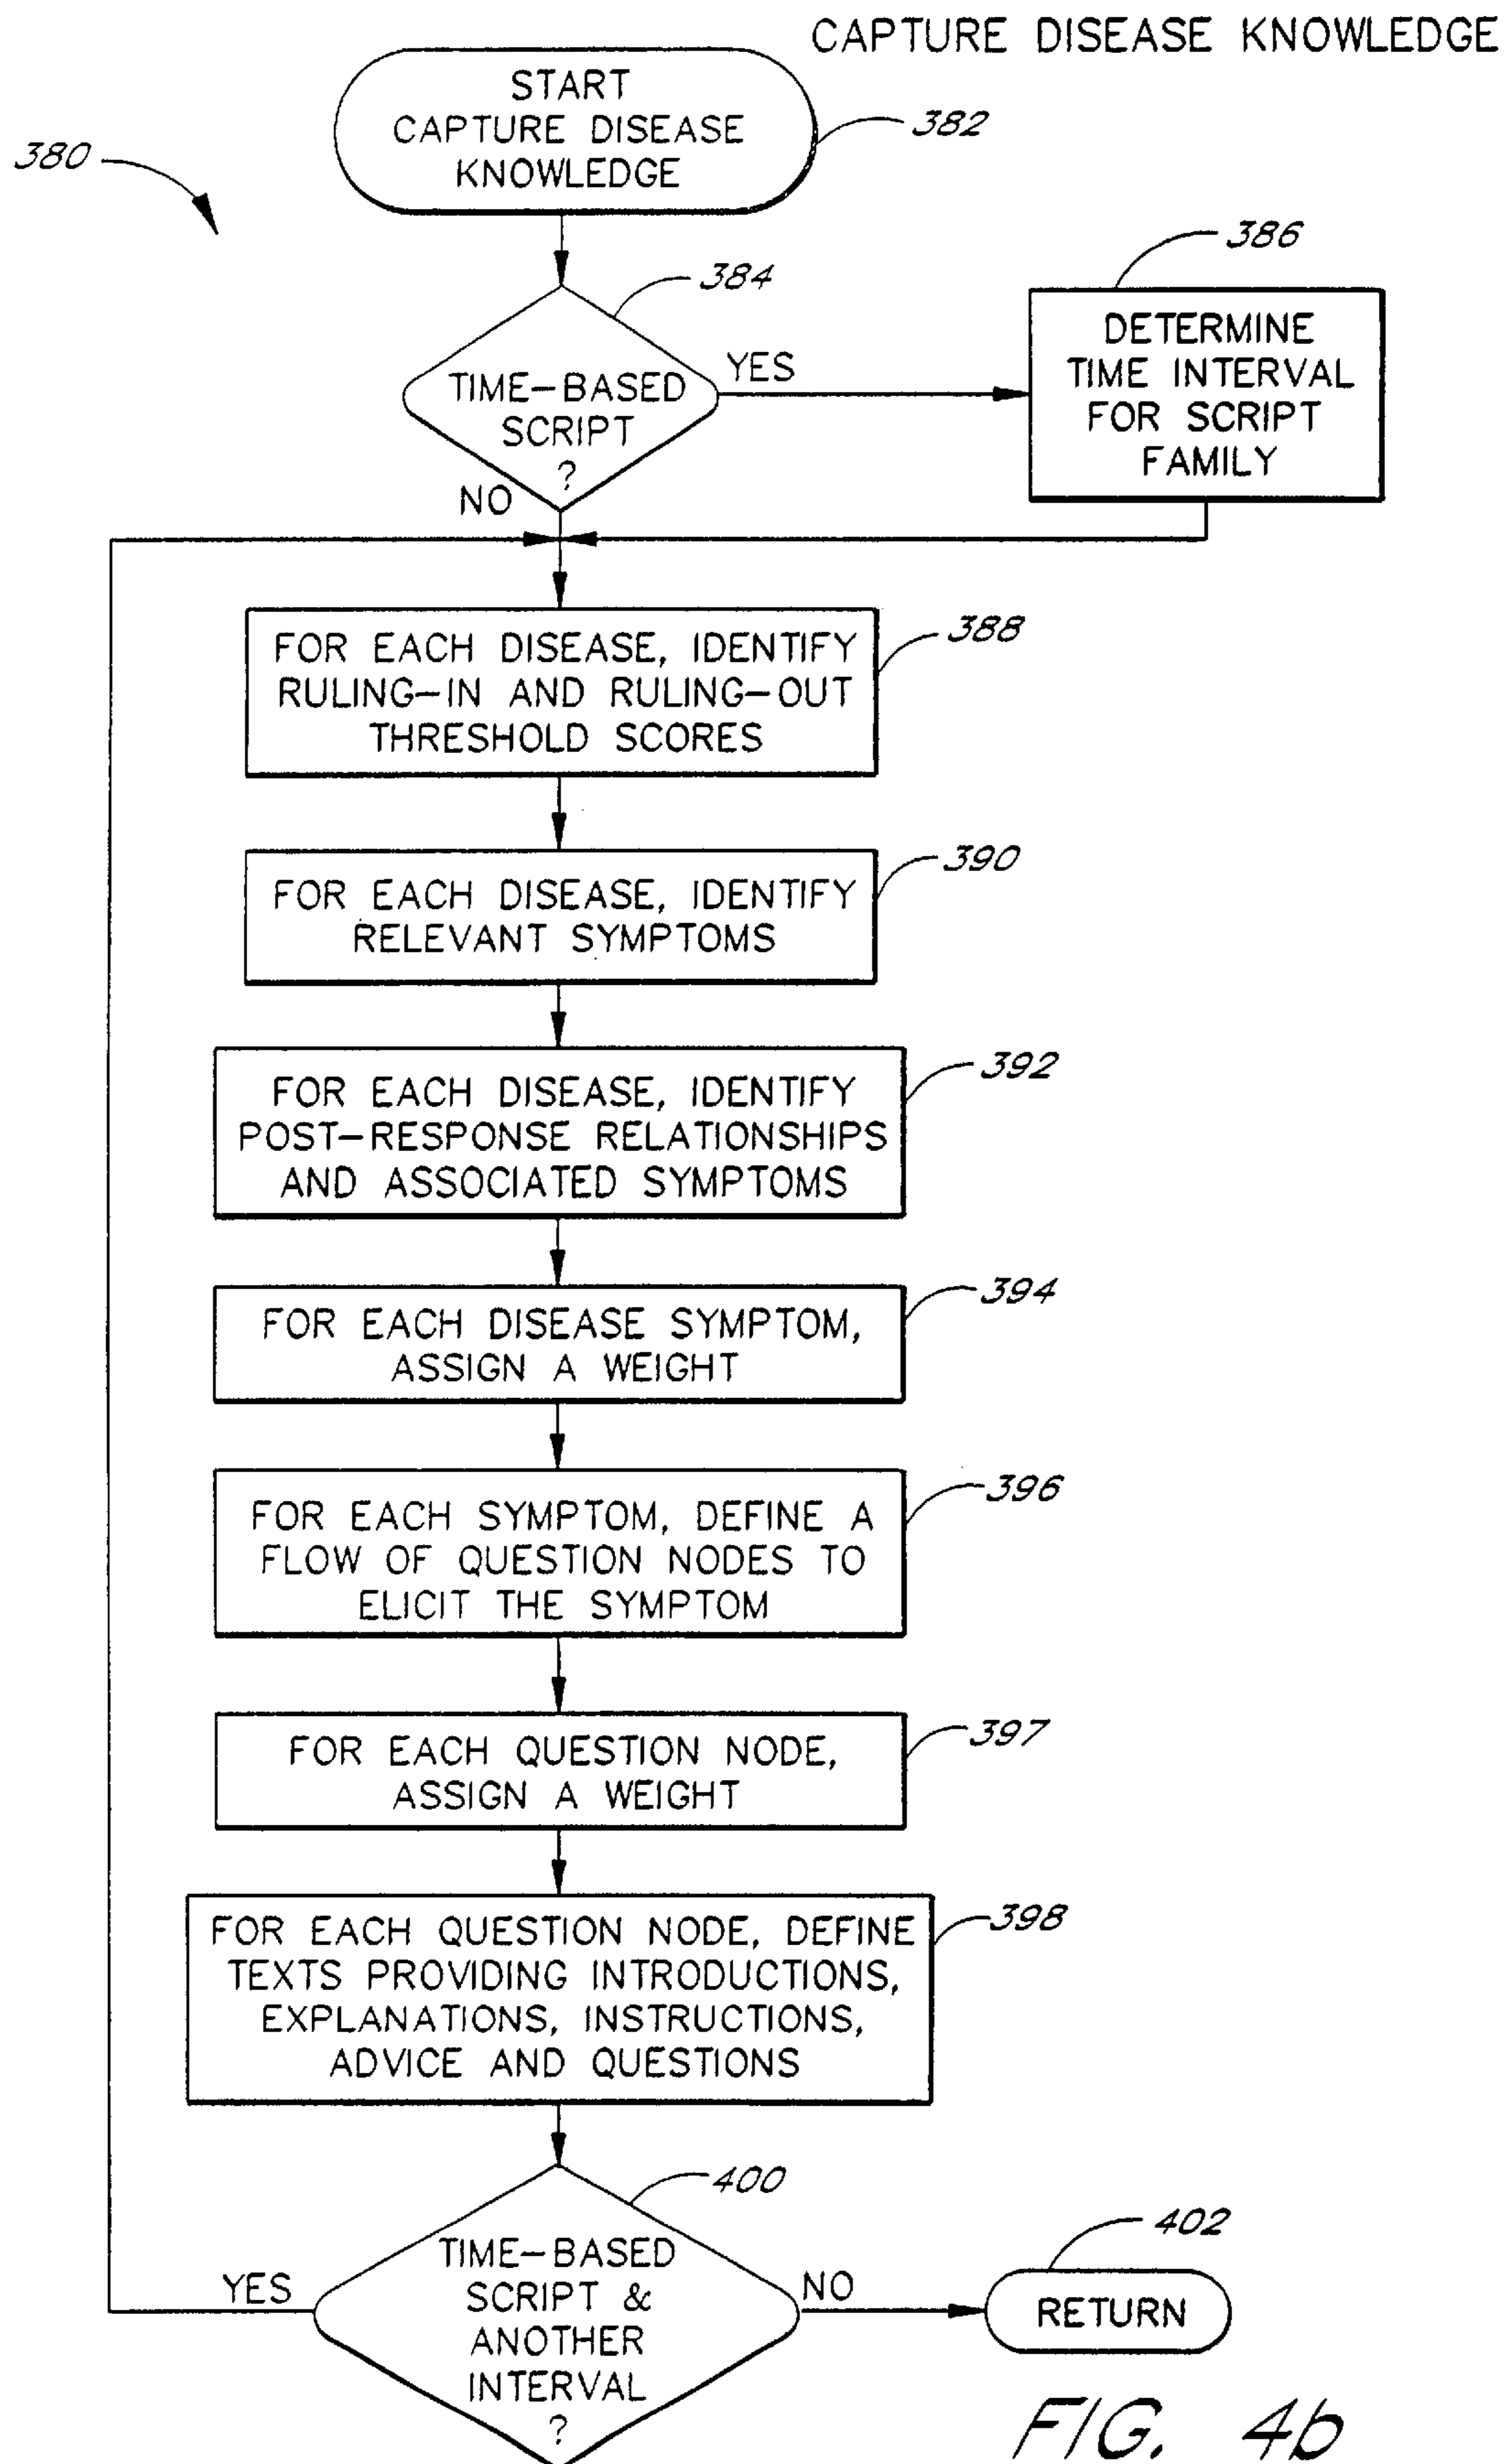 CAPTURE DISEASE KNOWLEDGE
START
CAPTURE DISEASE
KNOWLEDGE
382
380
384
386
TIME-BASED
SCRIPT
?
YES
NO
DETERMINE
TIME INTERVAL
FOR SCRIPT
FAMILY
388
FOR EACH DISEASE, IDENTIFY
RULING-IN AND RULING-OUT
THRESHOLD SCORES
390
FOR EACH DISEASE, IDENTIFY
RELEVANT SYMPTOMS
392
FOR EACH DISEASE, IDENTIFY
POST-RESPONSE RELATIONSHIPS
AND ASSOCIATED SYMPTOMS
394
FOR EACH DISEASE SYMPTOM,
ASSIGN A WEIGHT
396
FOR EACH SYMPTOM, DEFINE A
FLOW OF QUESTION NODES TO
ELICIT THE SYMPTOM
397
FOR EACH QUESTION NODE,
ASSIGN A WEIGHT
398
FOR EACH QUESTION NODE, DEFINE
TEXTS PROVIDING INTRODUCTIONS,
EXPLANATIONS, INSTRUCTIONS,
ADVICE AND QUESTIONS
400
TIME-BASED
SCRIPT &
ANOTHER
INTERVAL
?
YES
NO
402
RETURN
FIG. 4b